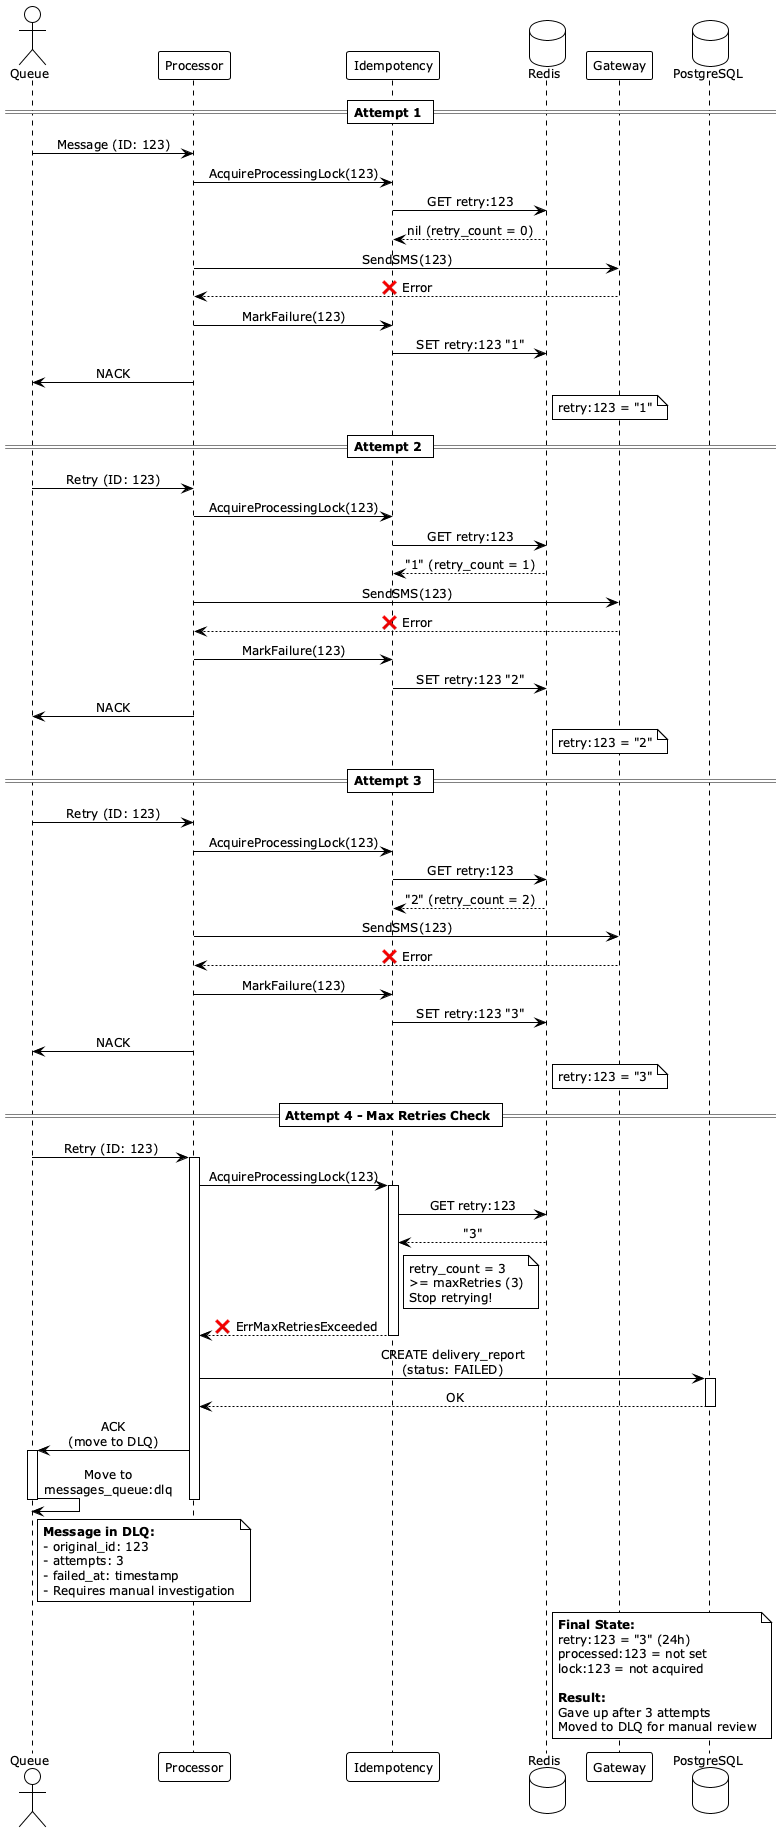 Queue
Processor
Idempotency
Redis
Gateway
PostgreSQL
Attempt 1
Message (ID: 123)
AcquireProcessingLock(123)
GET retry:123
nil (retry_count = 0)
SendSMS(123)
❌ Error
MarkFailure(123)
SET retry:123 "1"
NACK
retry:123 = "1"
Attempt 2
Retry (ID: 123)
AcquireProcessingLock(123)
GET retry:123
"1" (retry_count = 1)
SendSMS(123)
❌ Error
MarkFailure(123)
SET retry:123 "2"
NACK
retry:123 = "2"
Attempt 3
Retry (ID: 123)
AcquireProcessingLock(123)
GET retry:123
"2" (retry_count = 2)
SendSMS(123)
❌ Error
MarkFailure(123)
SET retry:123 "3"
NACK
retry:123 = "3"
Attempt 4 - Max Retries Check
Retry (ID: 123)
AcquireProcessingLock(123)
GET retry:123
"3"
retry_count = 3
>= maxRetries (3)
Stop retrying!
❌ ErrMaxRetriesExceeded
CREATE delivery_report
(status: FAILED)
OK
ACK
(move to DLQ)
Move to
messages_queue:dlq
Message in DLQ:
- original_id: 123
- attempts: 3
- failed_at: timestamp
- Requires manual investigation
Final State:
retry:123 = "3" (24h)
processed:123 = not set
lock:123 = not acquired
Result:
Gave up after 3 attempts
Moved to DLQ for manual review
Queue
Processor
Idempotency
Redis
Gateway
PostgreSQL